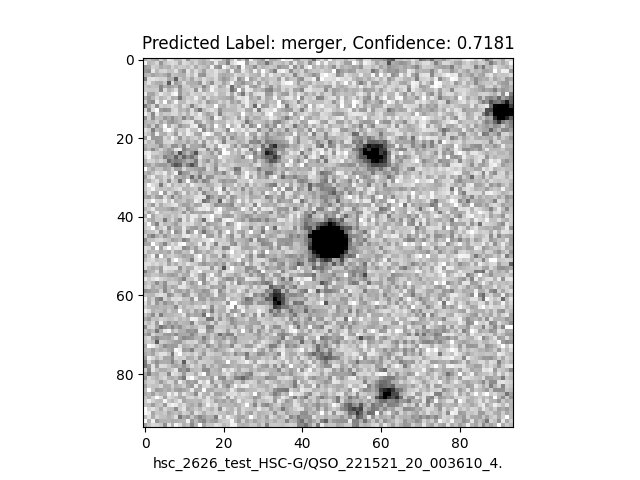 Predicted Label: merger, Confidence: 0.7181
0
20
40
60
80
0 20 40 60 80
hsc_2626_test_HSC-G/QSO_221521_20_003610_4.